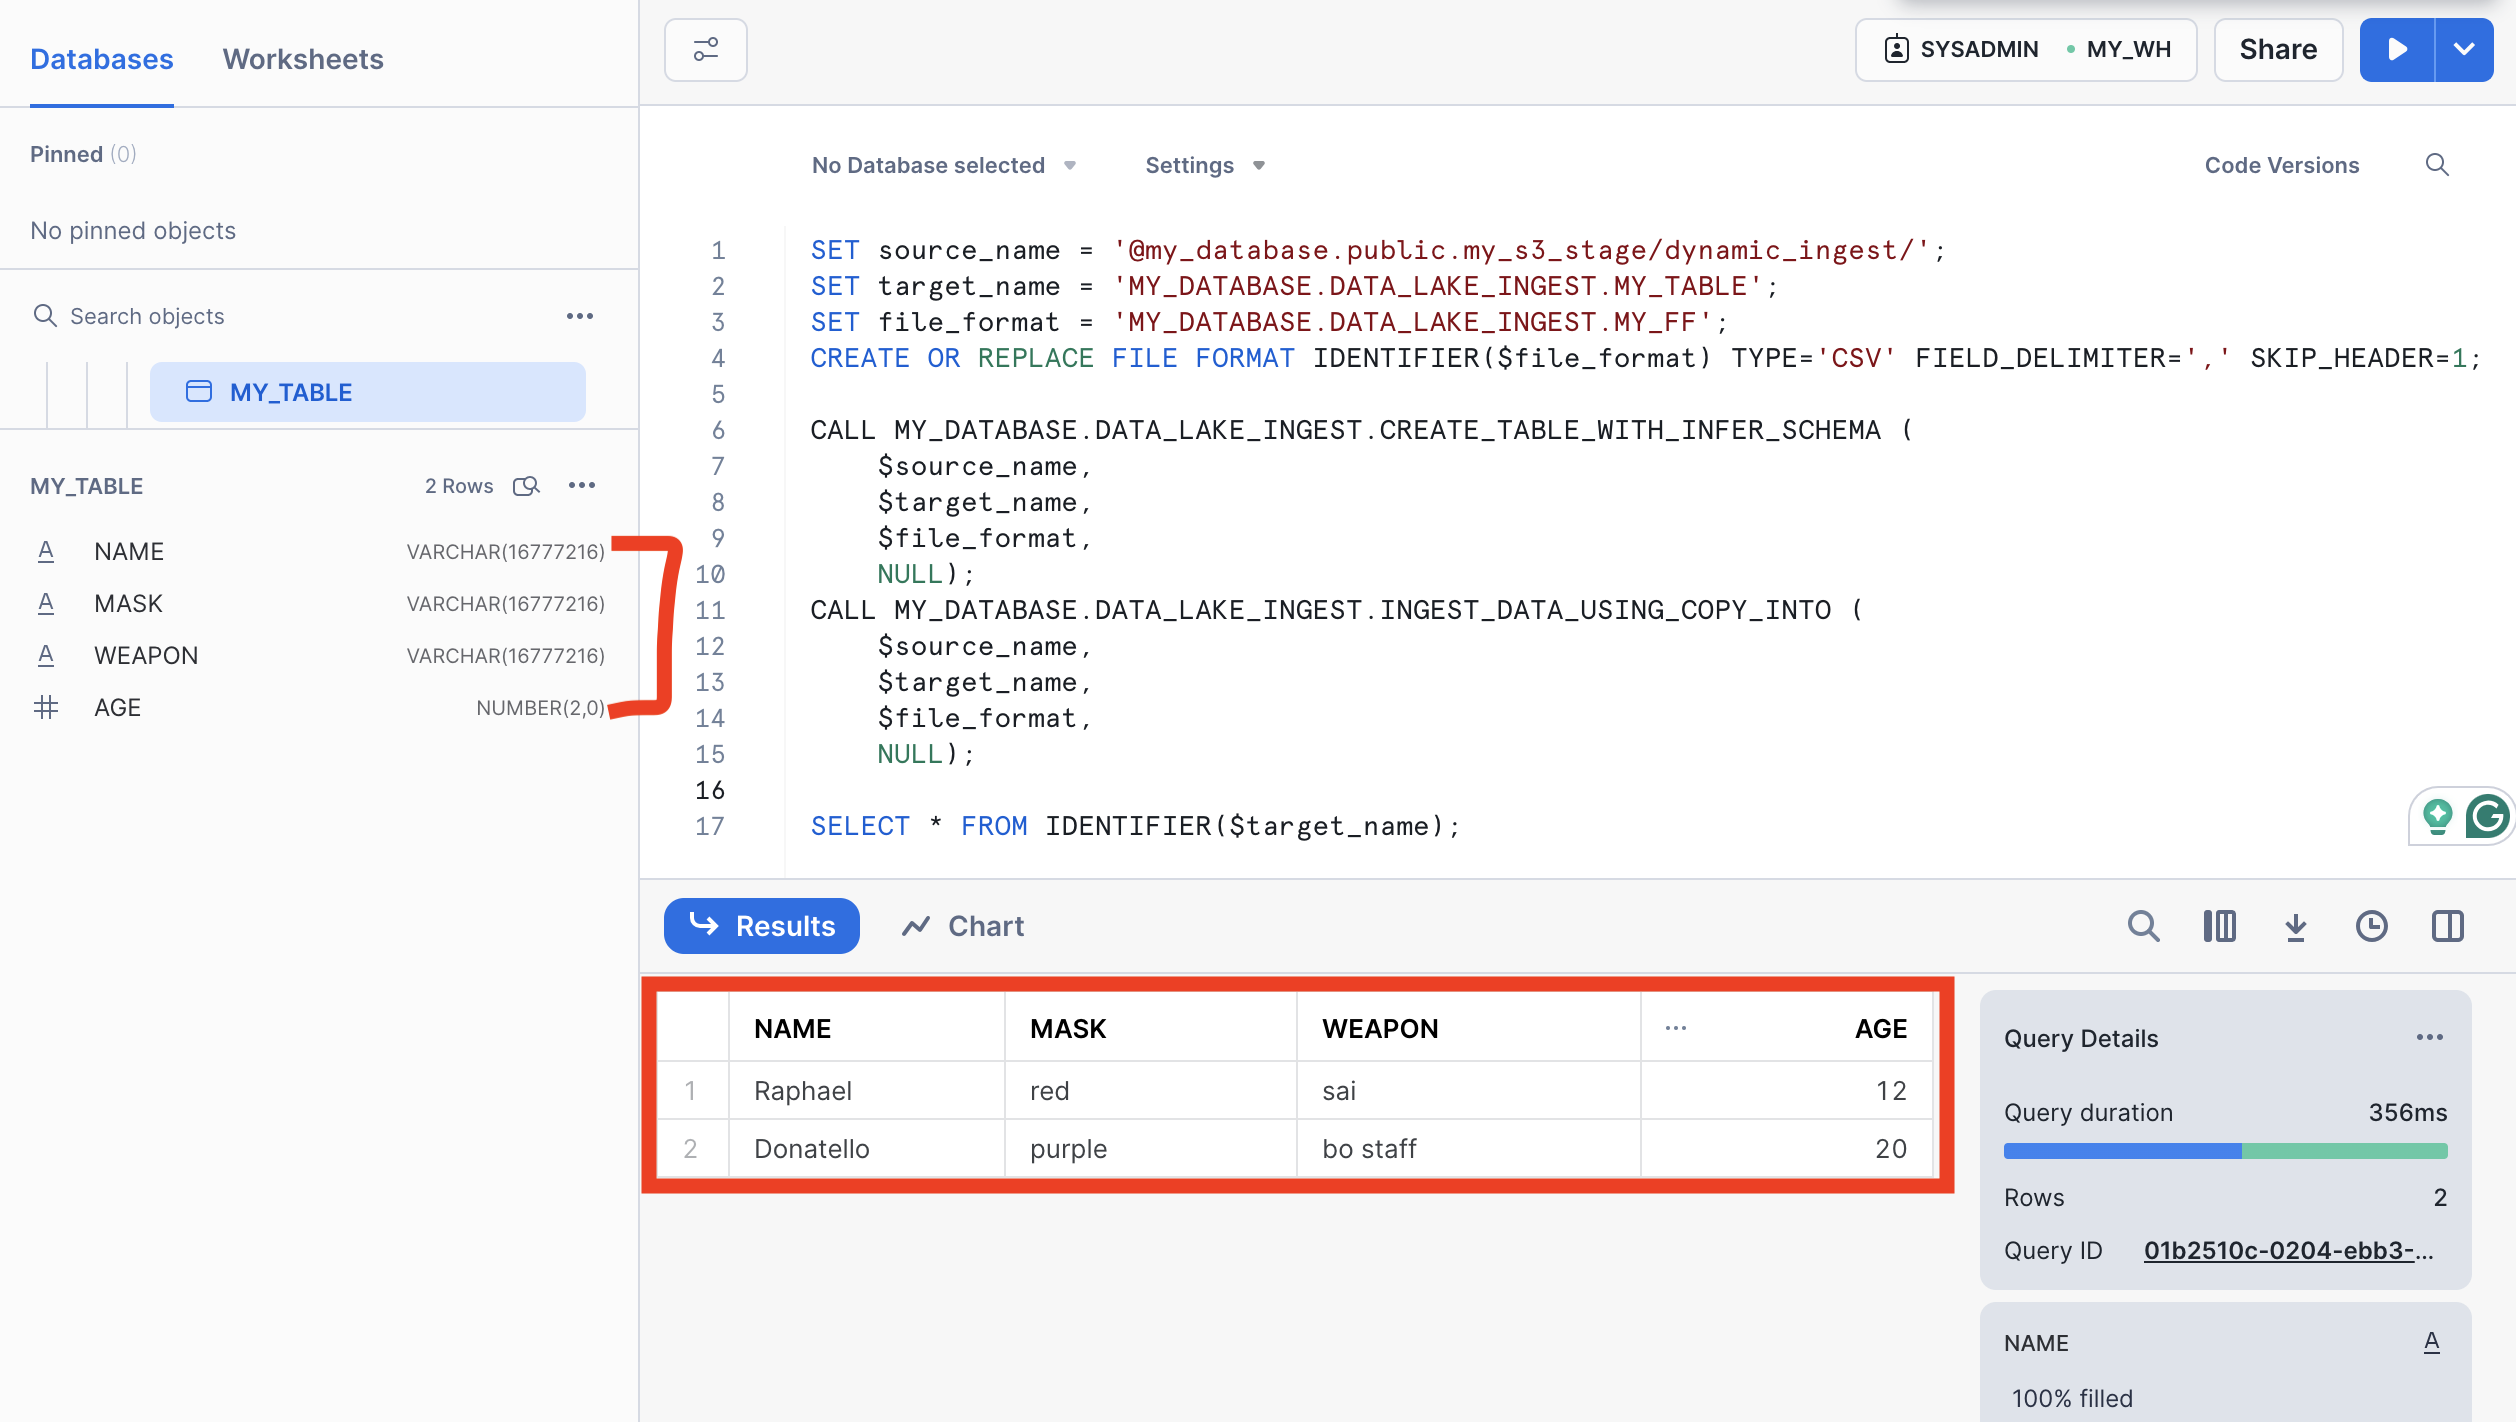 Databases Worksheets
Pinned (0)
No pinned objects
Search objects
MY_TABLE
MY_TABLE 2 Rows
NAME VARCHAR(16777216)
MASK VARCHAR(16777216)
WEAPON VARCHAR(16777216)
AGE NUMBER(2,0)
SYSADMIN MY_WH Share
No Database selected Settings Code Versions
1 SET source_name = '@my_database.public.my_s3_stage/dynamic_ingest/';
2 SET target_name = 'MY_DATABASE.DATA_LAKE_INGEST.MY_TABLE';
3 SET file_format = 'MY_DATABASE.DATA_LAKE_INGEST.MY_FF';
4 CREATE OR REPLACE FILE FORMAT IDENTIFIER($file_format) TYPE='CSV' FIELD_DELIMITER=',' SKIP_HEADER=1;
5
6 CALL MY_DATABASE.DATA_LAKE_INGEST.CREATE_TABLE_WITH_INFER_SCHEMA (
7 $source_name,
8 $target_name,
9 $file_format,
10 NULL);
11 CALL MY_DATABASE.DATA_LAKE_INGEST.INGEST_DATA_USING_COPY_INTO (
12 $source_name,
13 $target_name,
14 $file_format,
15 NULL);
16
17 SELECT * FROM IDENTIFIER($target_name);
Results Chart
NAME MASK WEAPON ... AGE
1 Raphael red sai 12
2 Donatello purple bo staff 20
Query Details
Query duration 356ms
Rows 2
Query ID 01b2510c-0204-ebb3-...
NAME A
100% filled